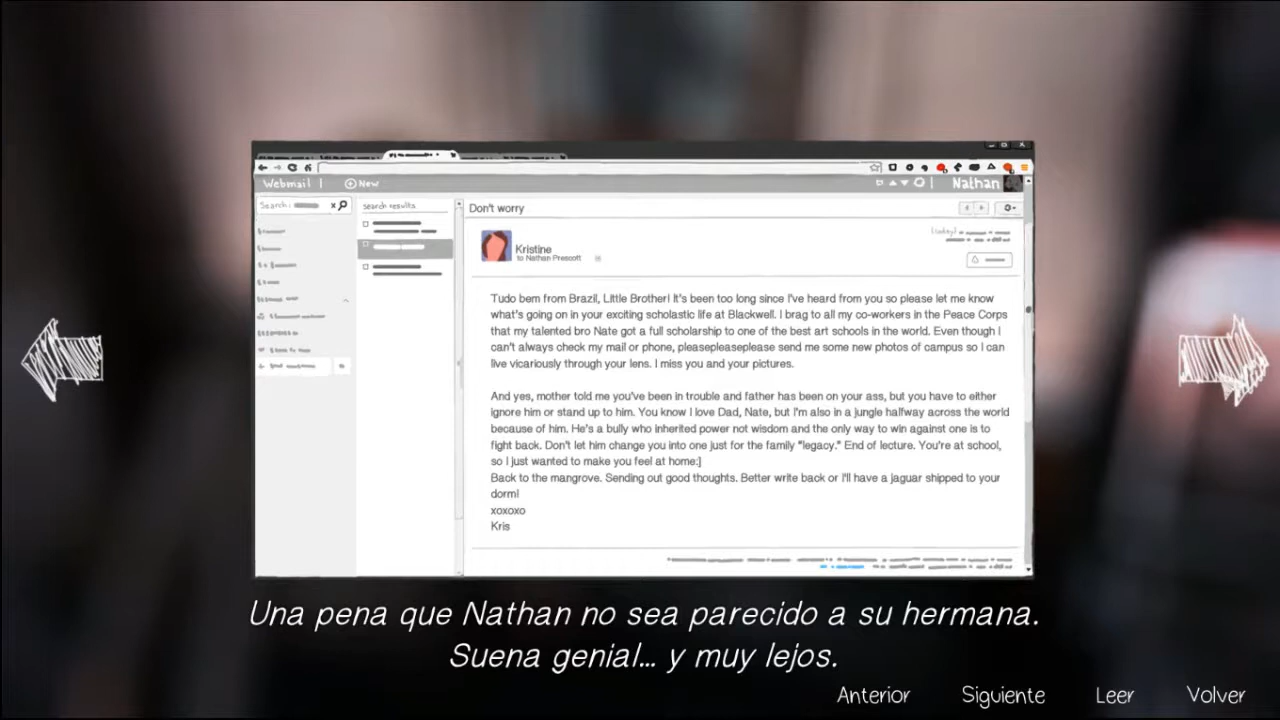 Webmail
New
Nathan
Search:
search results
Don't worry
Kristine
to Nathan Prescott
(today)
Tudo bem from Brazil, Little Brother! It's been too long since I've heard from you so please let me know
what's going on in your exciting scholastic life at Blackwell. I brag to all my co-workers in the Peace Corps
that my talented bro Nate got a full scholarship to one of the best art schools in the world. Even though I
can't always check my mail or phone, pleasepleaseplease send me some new photos of campus so I can
live vicariously through your lens. I miss you and your pictures.
And yes, mother told me you've been in trouble and father has been on your ass, but you have to either
ignore him or stand up to him. You know I love Dad, Nate, but I'm also in a jungle halfway across the world
because of him. He's a bully who inherited power not wisdom and the only way to win against one is to
fight back. Don't let him change you into one just for the family "legacy." End of lecture. You're at school,
so I just wanted to make you feel at home:]
Back to the mangrove. Sending out good thoughts. Better write back or I'll have a jaguar shipped to your
dorm!
xoxoxo
Kris
Una pena que Nathan no sea parecido a su hermana.
Suena genial... y muy lejos.
Anterior Siguiente Leer Volver